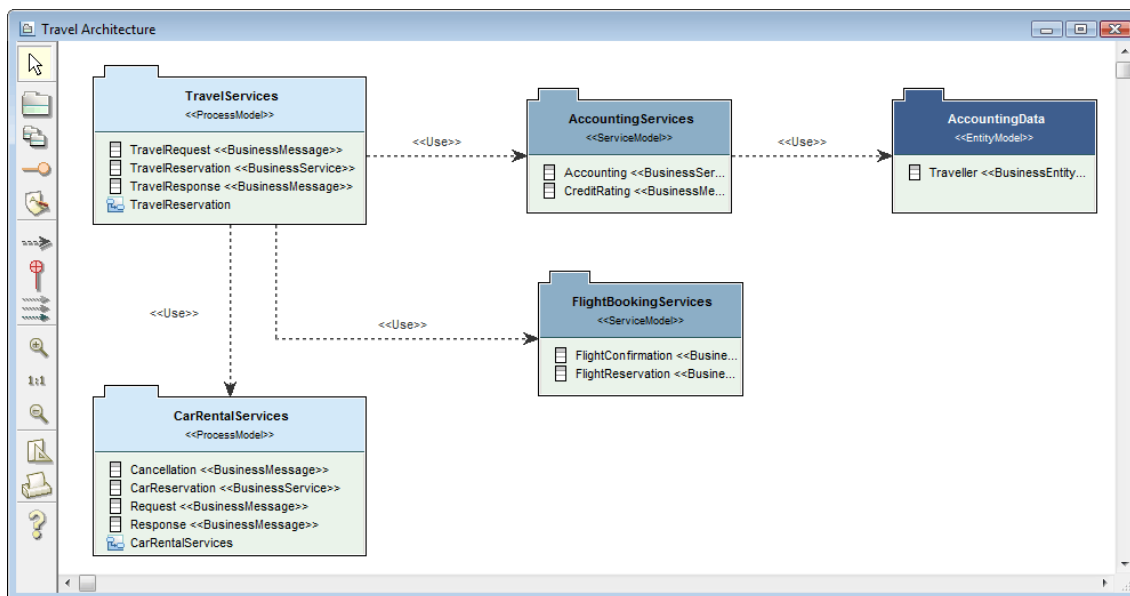 Travel Architecture
TravelServices
<<ProcessModel>>
TravelRequest <<BusinessMessage>>
TravelReservation <<BusinessService>>
TravelResponse <<BusinessMessage>>
TravelReservation
<<Use>>
AccountingServices
<<ServiceModel>>
Accounting <<BusinessSer...
CreditRating <<BusinessMe...
<<Use>>
AccountingData
<<EntityModel>>
Traveller <<BusinessEntity...
<<Use>>
<<Use>>
FlightBookingServices
<<ServiceModel>>
FlightConfirmation <<Busine...
FlightReservation <<Busine...
CarRentalServices
<<ProcessModel>>
Cancellation <<BusinessMessage>>
CarReservation <<BusinessService>>
Request <<BusinessMessage>>
Response <<BusinessMessage>>
CarRentalServices
1:1